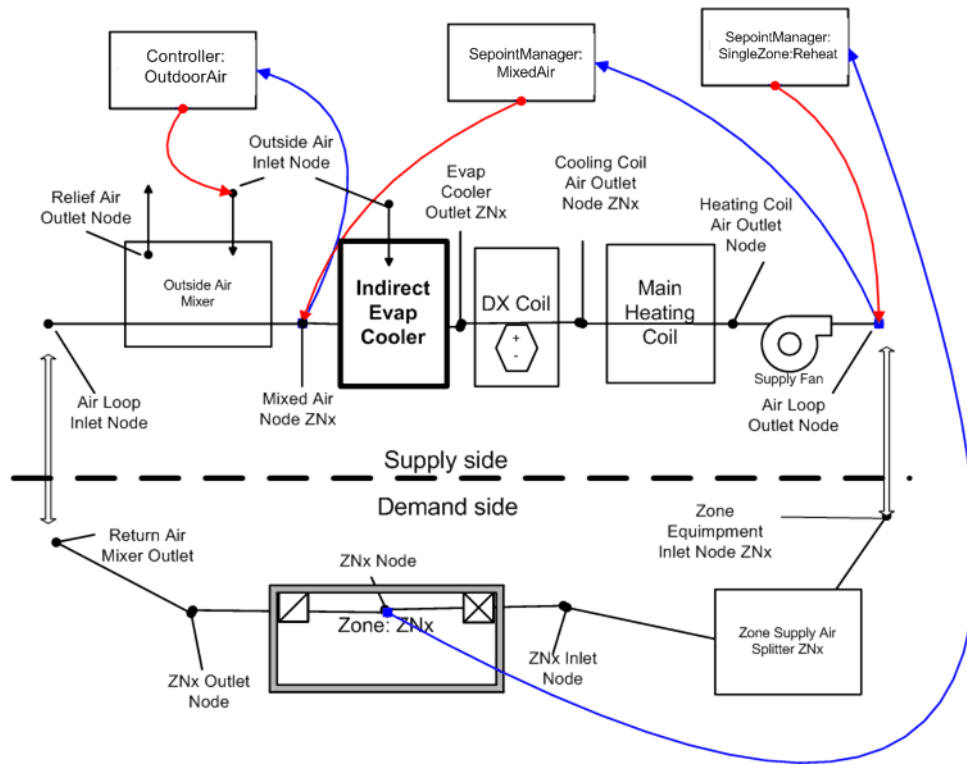 Controller:
OutdoorAir
SepointManager:
MixedAir
SepointManager:
SingleZone:Reheat
Outside Air
Inlet Node
Relief Air
Outlet Node
Evap
Cooler
Outlet ZNx
Cooling Coil
Air Outlet
Node ZNx
Heating Coil
Air Outlet
Node
Outside Air
Mixer
Indirect
Evap
Cooler
DX Coil
+
-
Main
Heating
Coil
Supply Fan
Air Loop
Inlet Node
Mixed Air
Node ZNx
Air Loop
Outlet Node
Supply side
Demand side
Return Air
Mixer Outlet
ZNx Node
Zone
Equimpment
Inlet Node ZNx
Zone: ZNx
Zone Supply Air
Splitter ZNx
ZNx Outlet
Node
ZNx Inlet
Node